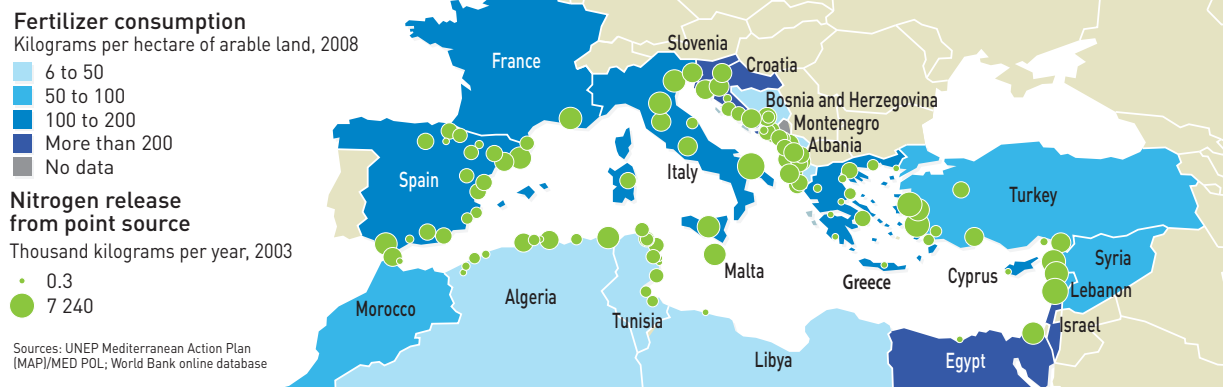 Fertilizer consumption
Kilograms per hectare of arable land, 2008
6 to 50
50 to 100
100 to 200
More than 200
No data
Nitrogen release
from point source
Thousand kilograms per year, 2003
0.3
7 240
Sources: UNEP Mediterranean Action Plan
(MAP)/MED POL; World Bank online database
France
Slovenia
Croatia
Bosnia and Herzegovina
Montenegro
Albania
Italy
Spain
Turkey
Malta
Greece
Cyprus
Syria
Lebanon
Israel
Morocco
Algeria
Tunisia
Libya
Egypt